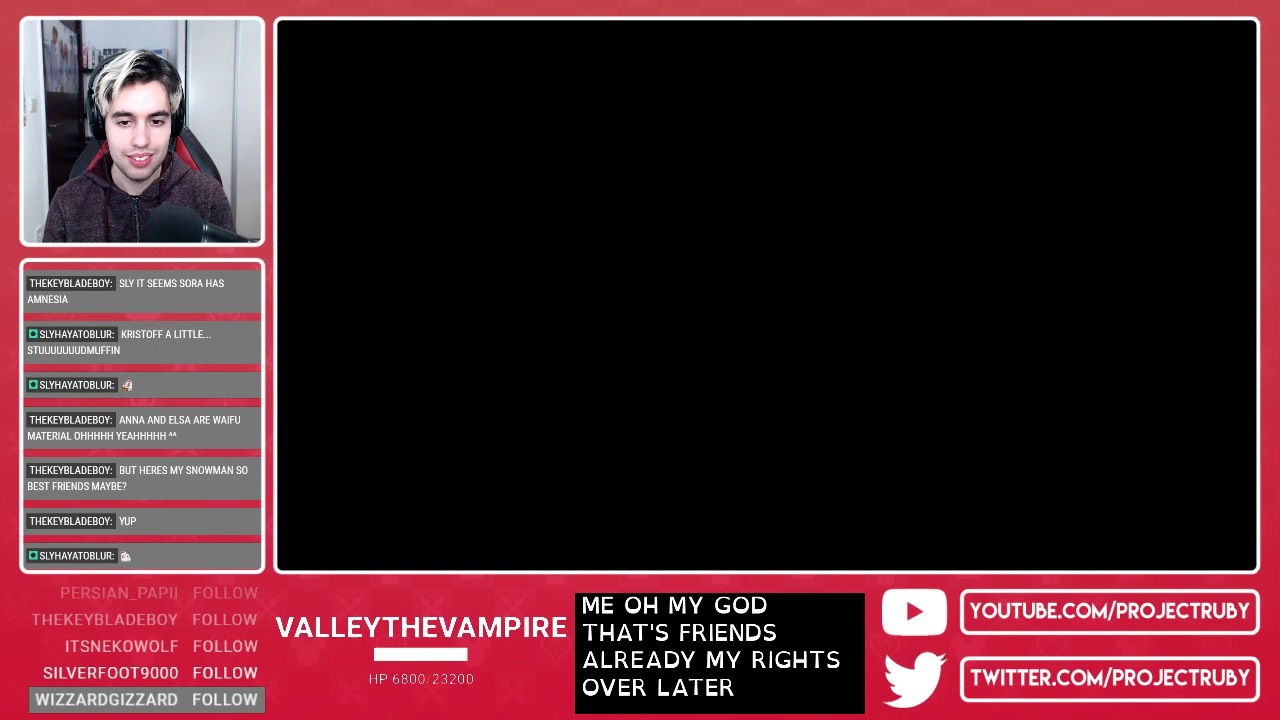 THEKEYBLADEBOY: SLY IT SEEMS SORA HAS
AMNESIA
SLYHAYATOBLUR: KRISTOFF A LITTLE...
STUUUUUUDMUFFIN
SLYHAYATOBLUR:
THEKEYBLADEBOY: ANNA AND ELSA ARE WAIFU
MATERIAL OHHHHH YEAHHHHH ^^
THEKEYBLADEBOY: BUT HERES MY SNOWMAN SO
BEST FRIENDS MAYBE?
THEKEYBLADEBOY: YUP
SLYHAYATOBLUR:
PERSIAN_PAPII FOLLOW
THEKEYBLADEBOY FOLLOW
ITSNEKOWOLF FOLLOW
SILVERFOOT9000 FOLLOW
WIZZARDGIZZARD FOLLOW
VALLEYTHEVAMPIRE
HP 6800/23200
ME OH MY GOD
THAT'S FRIENDS
ALREADY MY RIGHTS
OVER LATER
YOUTUBE.COM/PROJECTRUBY
TWITTER.COM/PROJECTRUBY